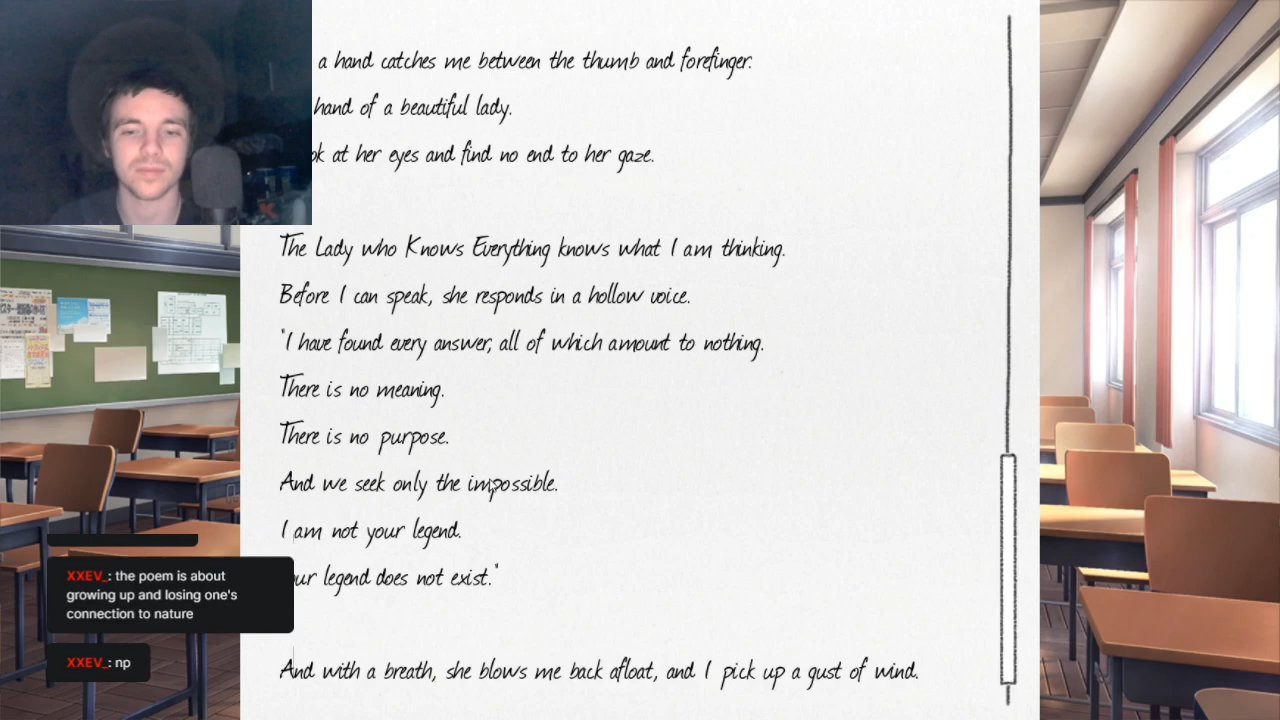 a hand catches me between the thumb and forefinger.
hand of a beautiful lady.
at her eyes and find no end to her gaze.
The Lady who Knows Everything knows what I am thinking.
Before I can speak, she responds in a hollow voice.
"I have found every answer, all of which amount to nothing.
There is no meaning.
There is no purpose.
And we seek only the impossible.
I am not your legend.
legend does not exist."
And with a breath, she blows me back afloat, and I pick up a gust of wind.
XXEV_: the poem is about
growing up and losing one's
connection to nature
XXEV_: np